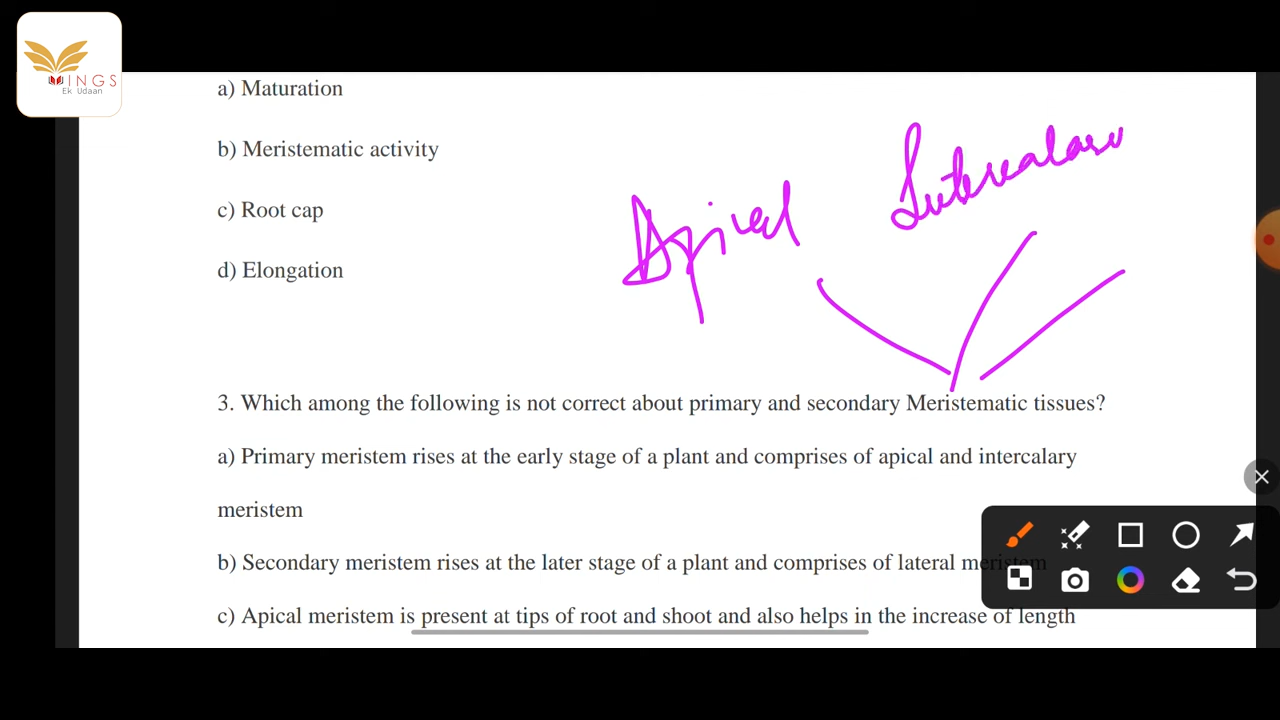 WINGS
Ek Udaan
a) Maturation
b) Meristematic activity
c) Root cap
d) Elongation
Apical
3. Which among the following is not correct about primary and secondary Meristematic tissues?
a) Primary meristem rises at the early stage of a plant and comprises of apical and intercalary
meristem
b) Secondary meristem rises at the later stage of a plant and comprises of lateral meristem
c) Apical meristem is present at tips of root and shoot and also helps in the increase of length